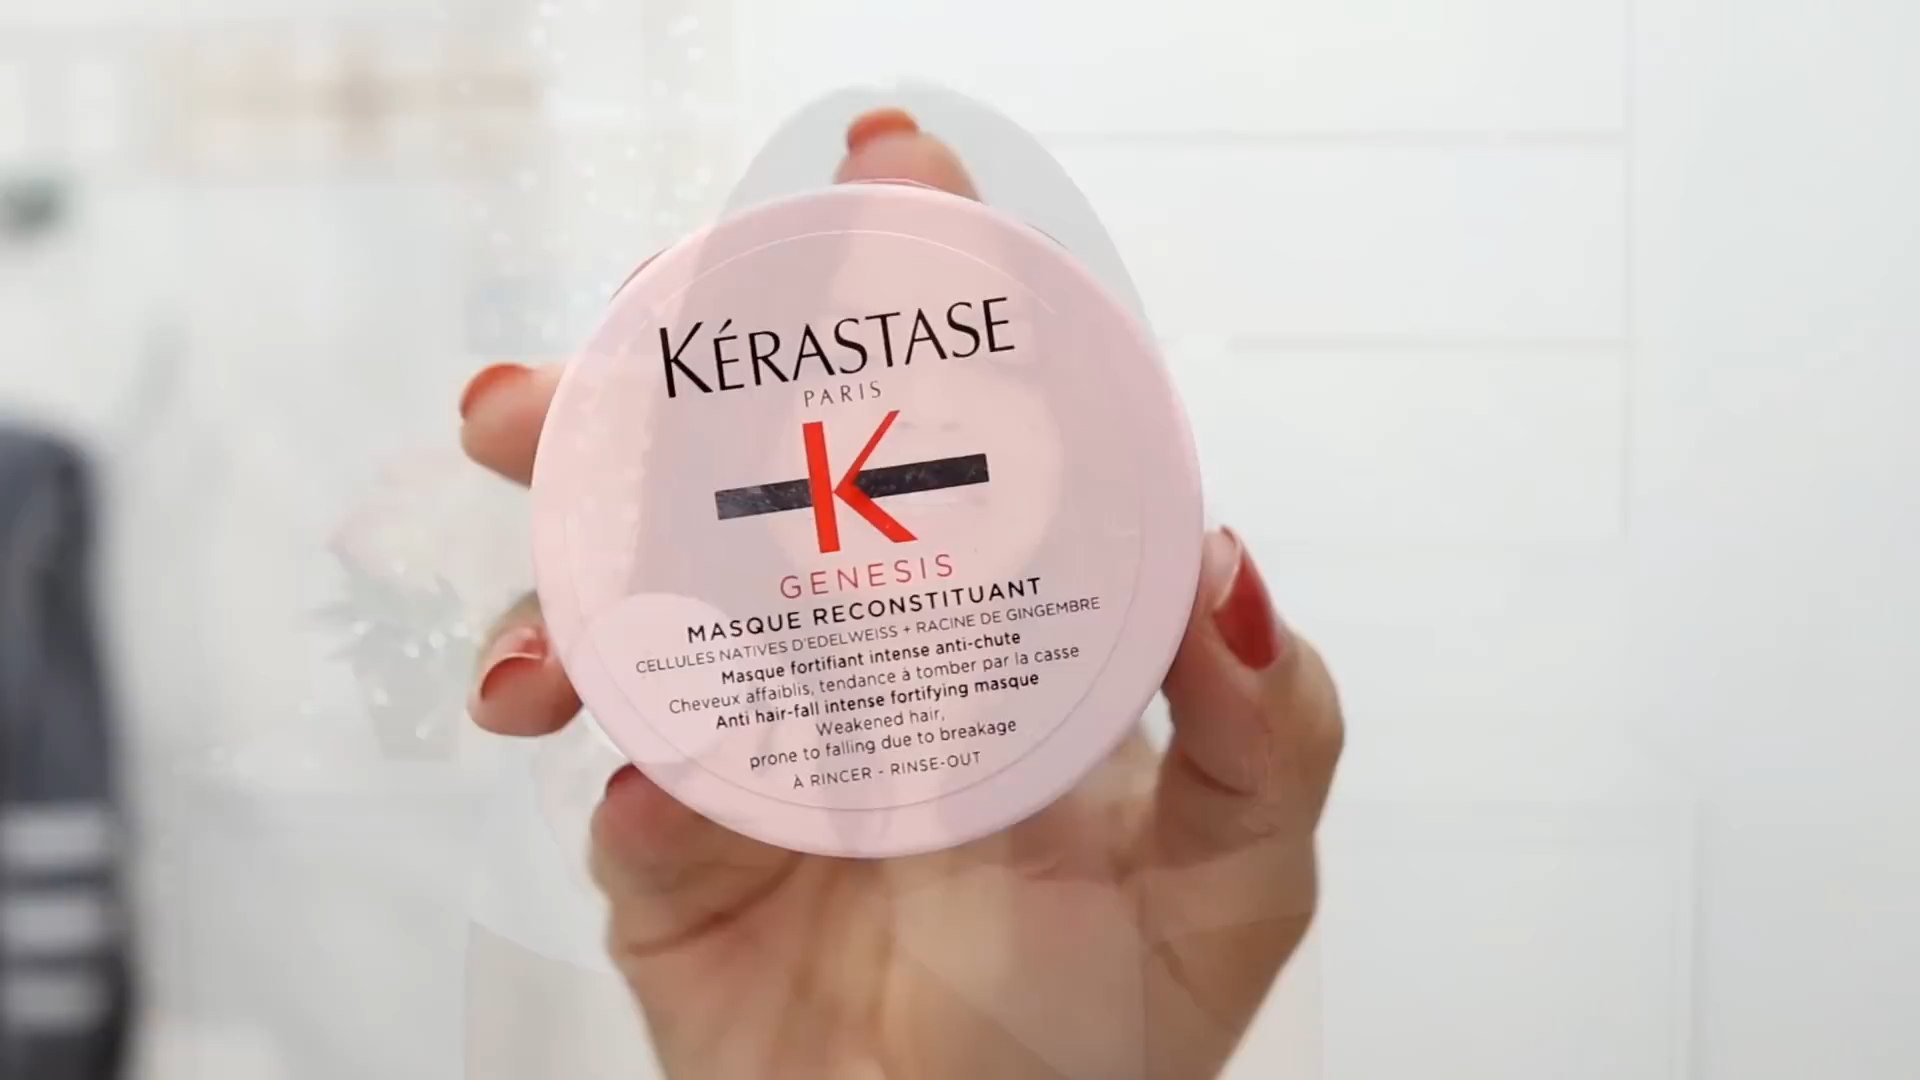 KÉRASTASE
PARIS
K
GENESIS
MASQUE RECONSTITUANT
CELLULES NATIVES D'EDELWEISS + RACINE DE GINGEMBRE
Masque fortifiant intense anti-chute
Cheveux affaiblis, tendance à tomber par la casse
Anti hair-fall intense fortifying masque
Weakened hair,
prone to falling due to breakage
À RINCER - RINSE-OUT